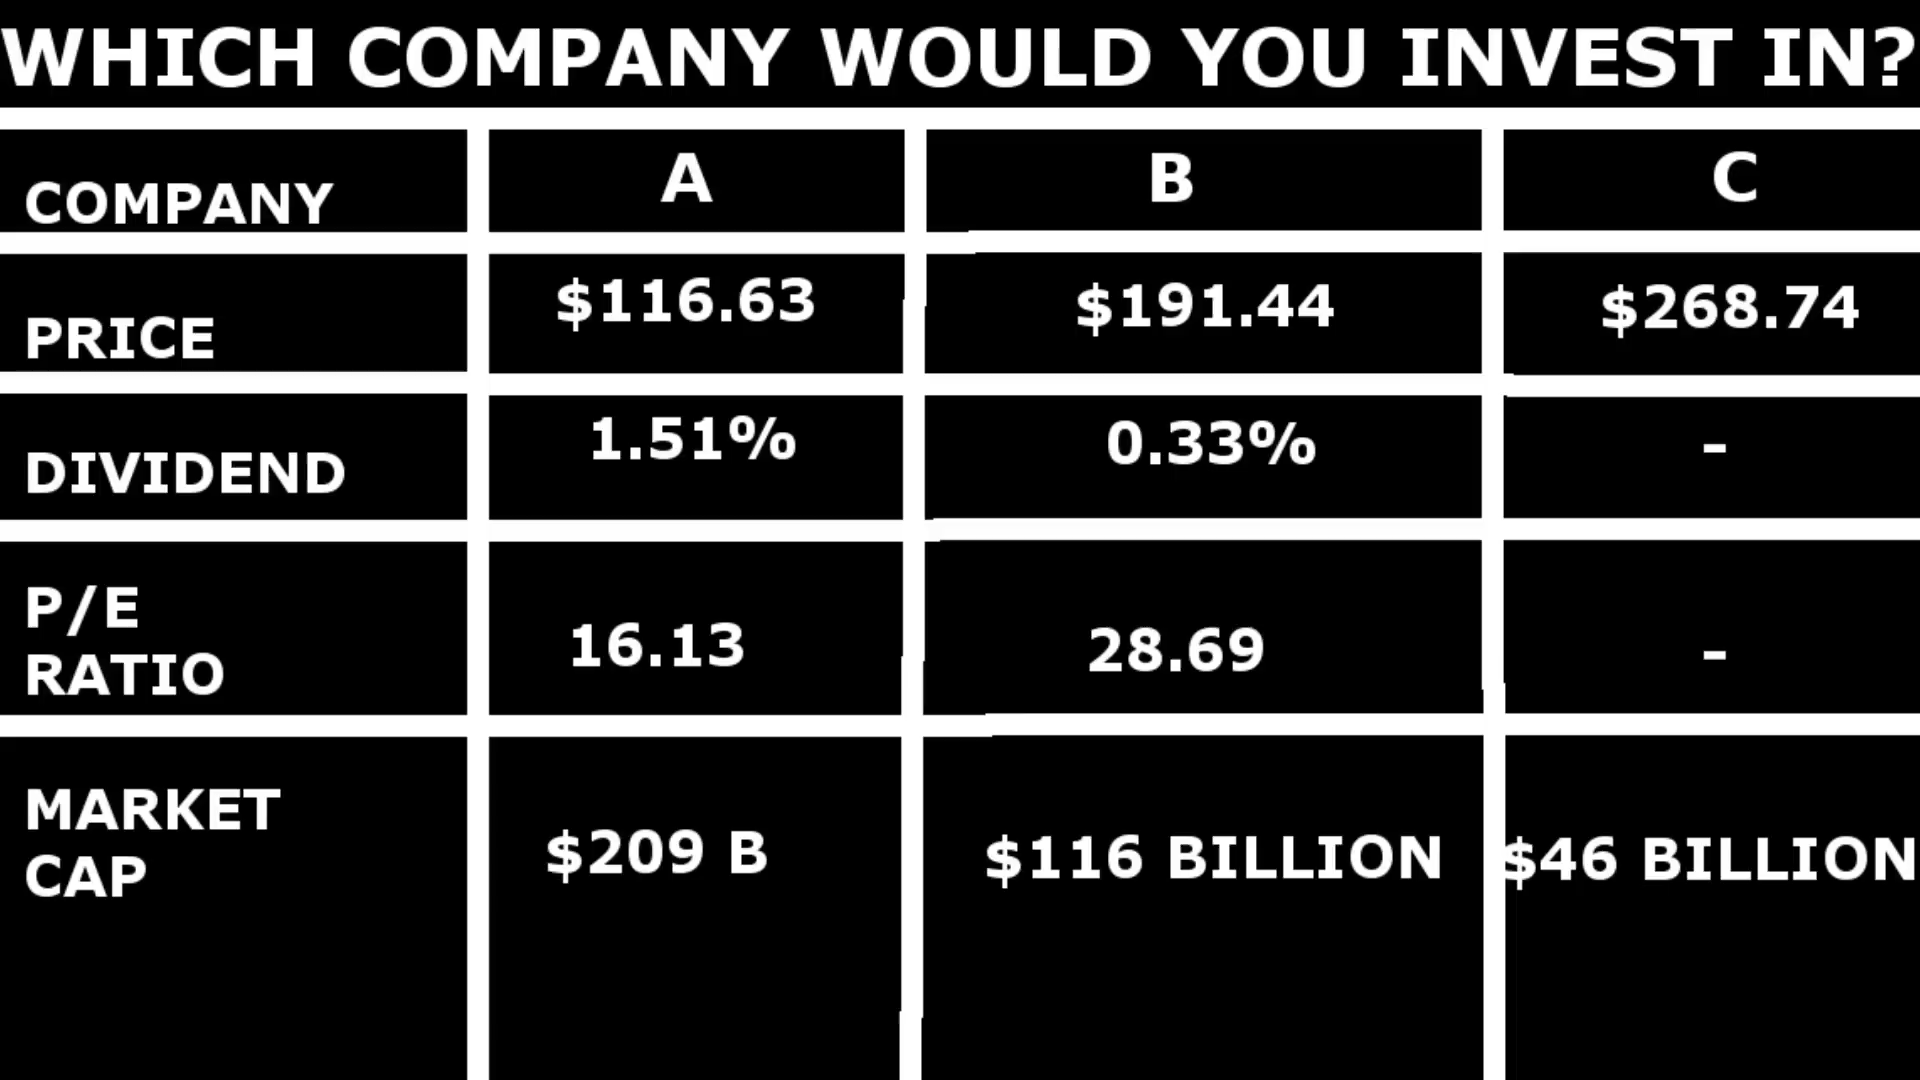 WHICH COMPANY WOULD YOU INVEST IN?
COMPANY A B C
PRICE $116.63 $191.44 $268.74
DIVIDEND 1.51% 0.33% -
P/E
RATIO 16.13 28.69 -
MARKET
CAP $209 B $116 BILLION $46 BILLION